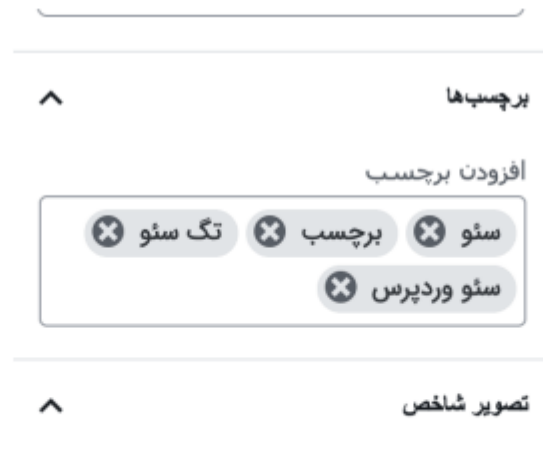 برچسب‌ها
افزودن برچسب
سئو برچسب تگ سئو
سئو وردپرس
تصویر شاخص